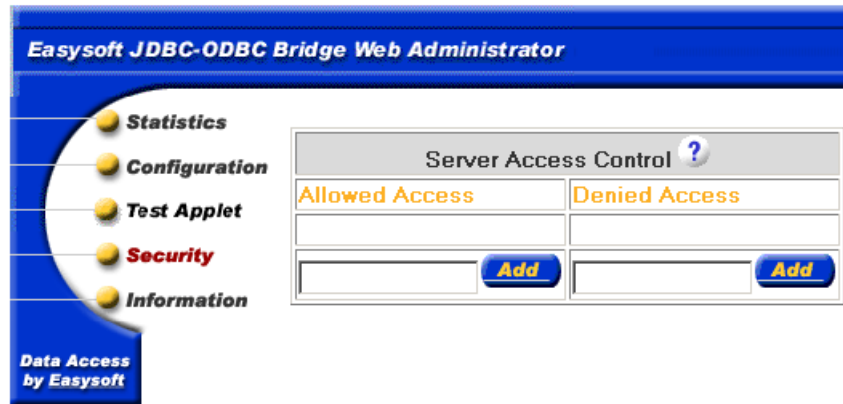 Easysoft JDBC-ODBC Bridge Web Administrator
Statistics
Configuration
Test Applet
Security
Information
Data Access
by Easysoft
Server Access Control ?
Allowed Access Denied Access
Add Add